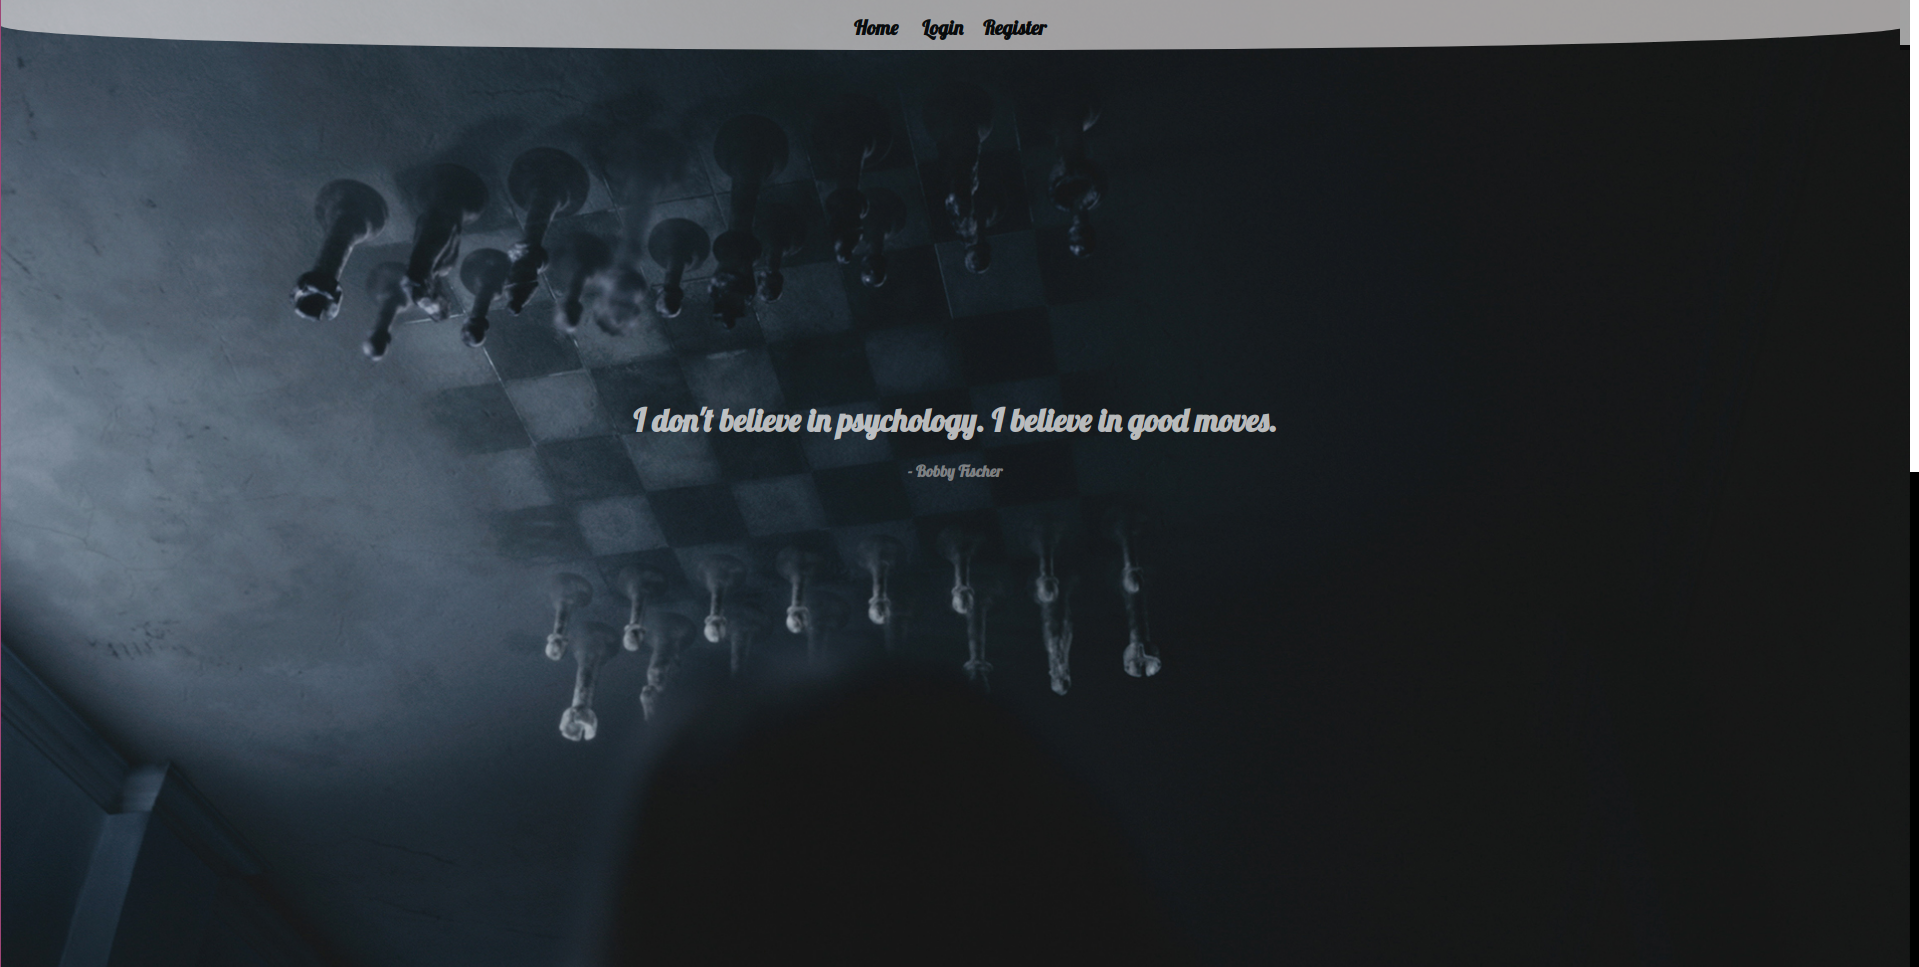 Home Login Register
I don't believe in psychology. I believe in good moves.
- Bobby Fischer